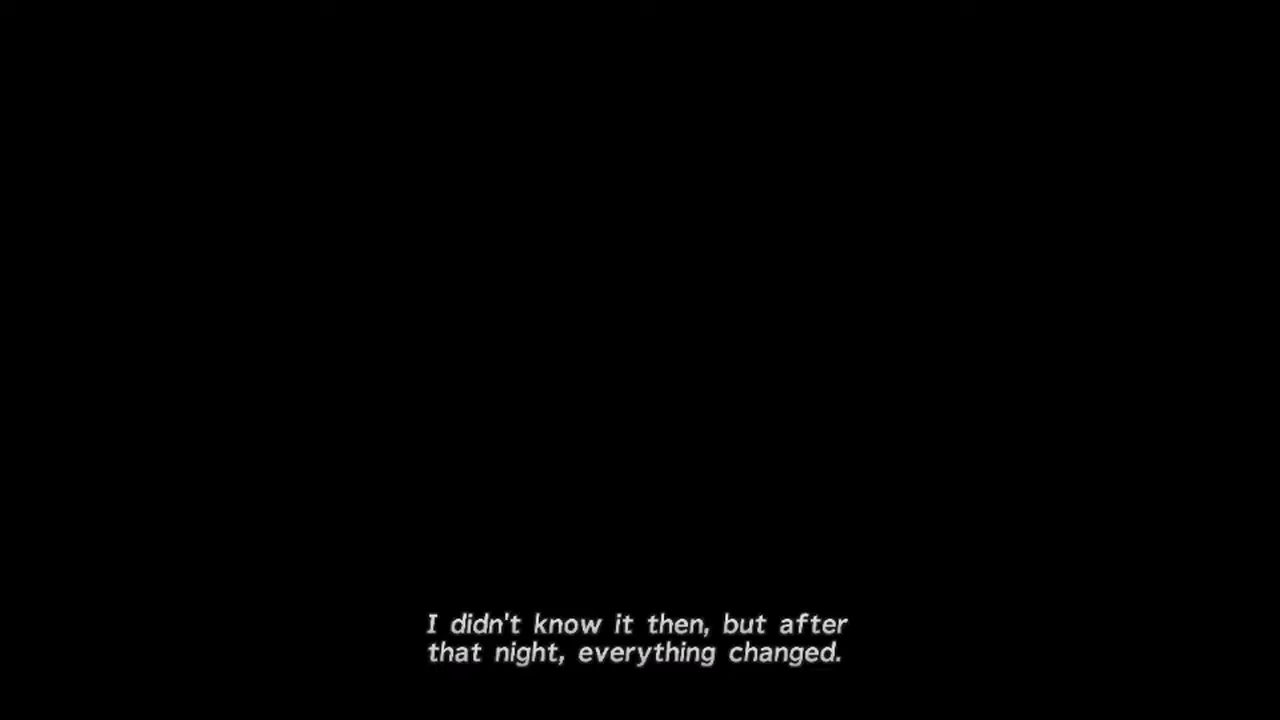 I didn't know it then, but after
that night, everything changed.